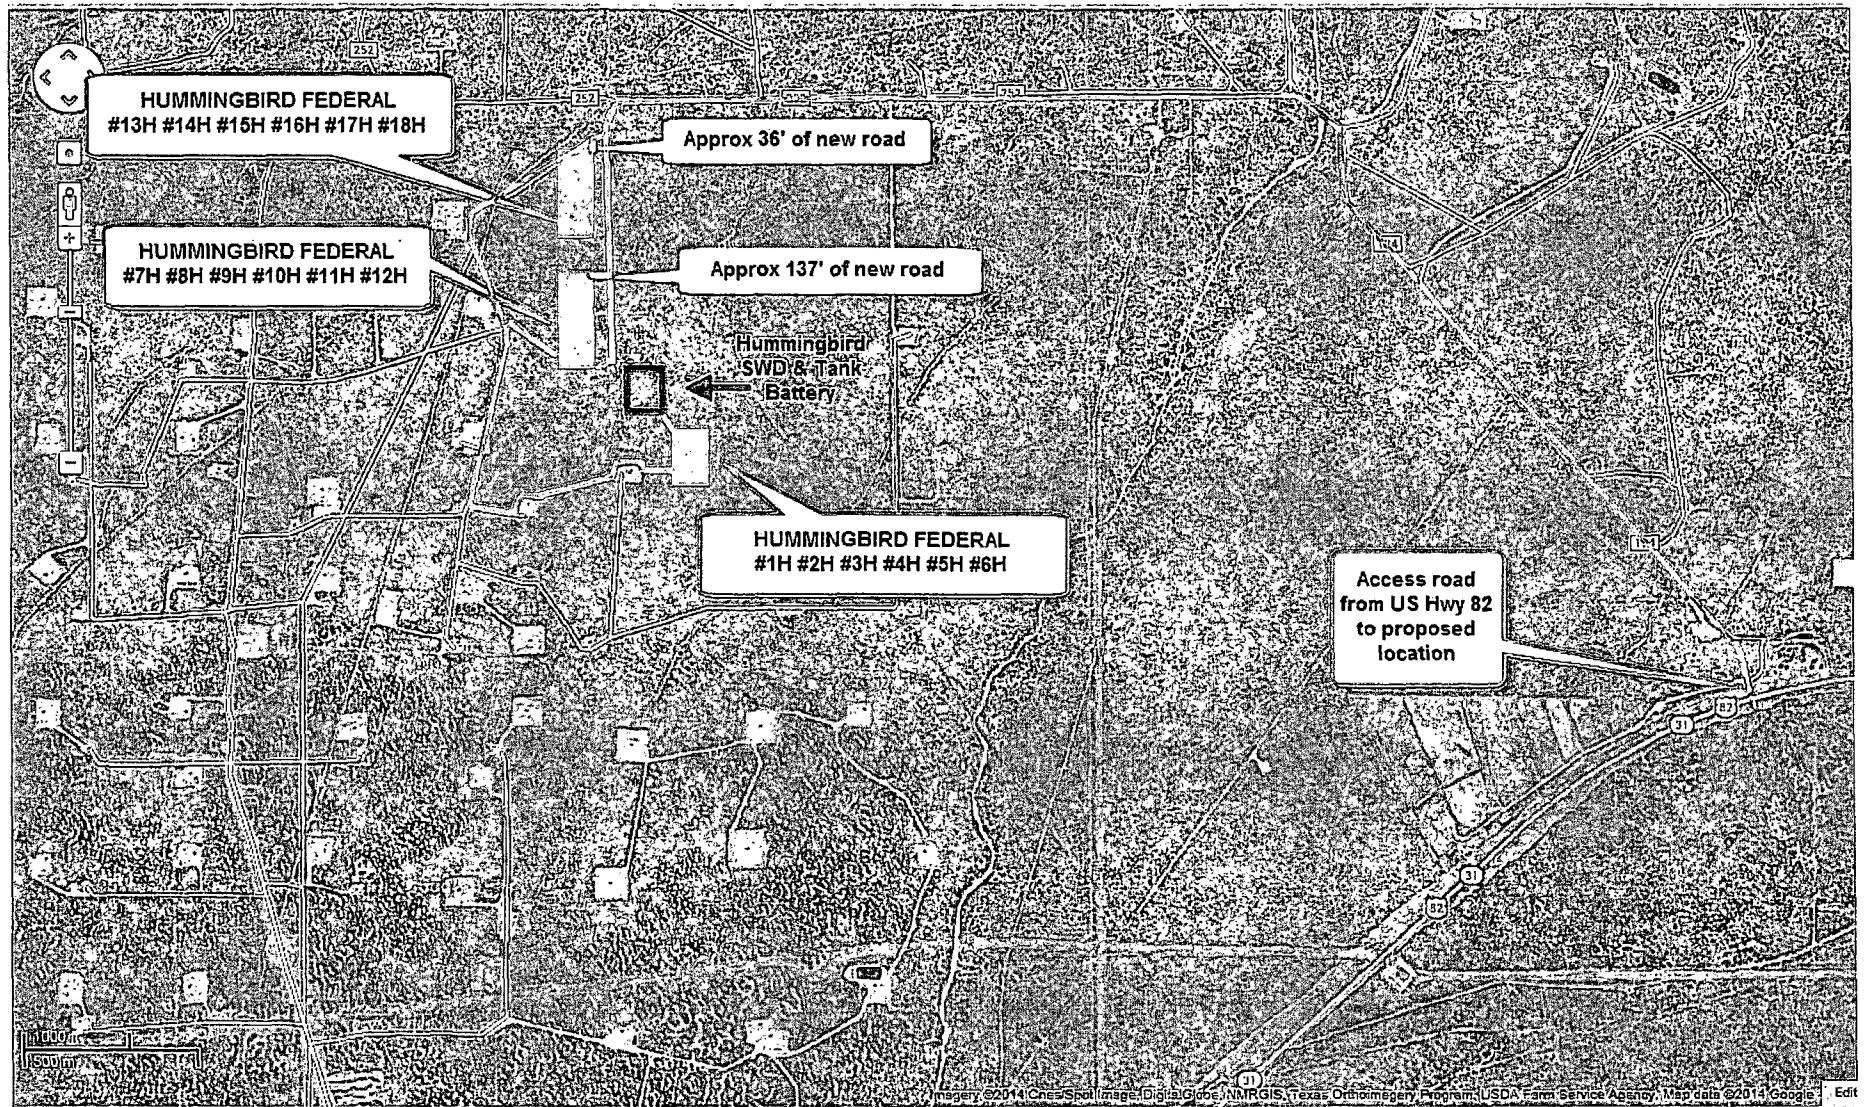 252
HUMMINGBIRD FEDERAL
#13H #14H #15H #16H #17H #18H
252
252
Approx 36' of new road
HUMMINGBIRD FEDERAL
#7H #8H #9H #10H #11H #12H
Approx 137' of new road
Hummingbird
SWD & Tank
Battery
HUMMINGBIRD FEDERAL
#1H #2H #3H #4H #5H #6H
Access road
from US Hwy 82
to proposed
location
82
31
31
82
1000 ft
500 m
31
Imagery ©2014 Cnes/Spot Image, DigitalGlobe, NMRGIS, Texas Orthoimagery Program, USDA Farm Service Agency, Map data ©2014 Google
Edit